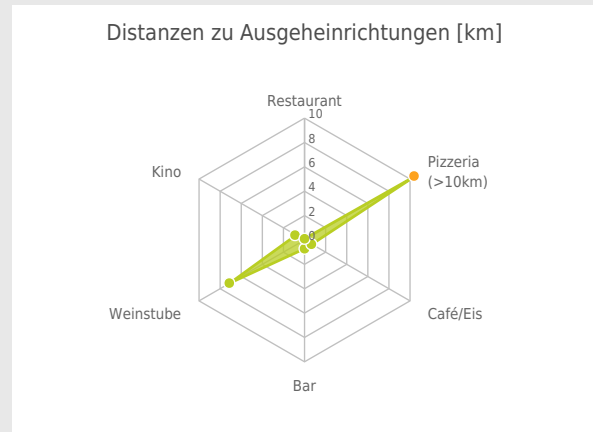 Distanzen zu Ausgeheinrichtungen [km]
Restaurant
10
8
6
4
2
0
Pizzeria
(>10km)
Kino
Café/Eis
Weinstube
Bar